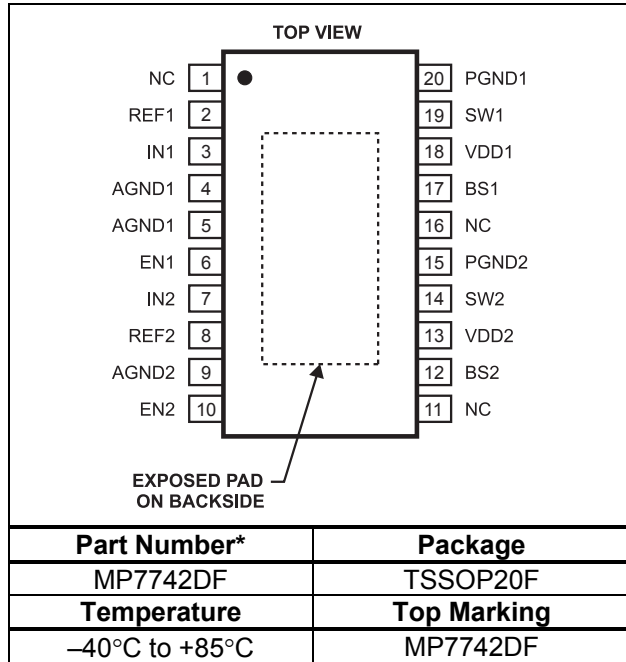 TOP VIEW
NC 1 20 PGND1
REF1 2 19 SW1
IN1 3 18 VDD1
AGND1 4 17 BS1
AGND1 5 16 NC
EN1 6 15 PGND2
IN2 7 14 SW2
REF2 8 13 VDD2
AGND2 9 12 BS2
EN2 10 11 NC
EXPOSED PAD
ON BACKSIDE
Part Number* Package
MP7742DF TSSOP20F
Temperature Top Marking
–40°C to +85°C MP7742DF